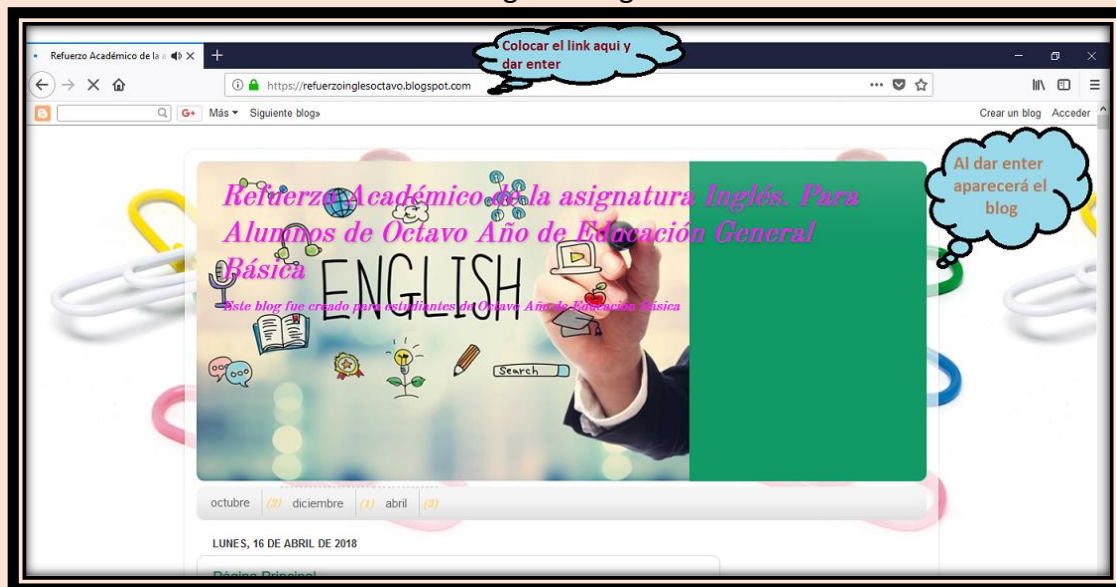 Colocar el link aqui y
dar enter
Refuerzo Académico de la a
https://refuerzoinglesoctavo.blogspot.com
G+ Más Siguiente blog»
Crear un blog Acceder
Al dar enter
aparecerá el
blog
Refuerzo Académico de la asignatura Inglés. Para
Alumnos de Octavo Año de Educación General
Básica
Este blog fue creado para estudiantes de Octavo Año de Educación Básica
ENGLISH
Search
octubre (2) diciembre (1) abril (3)
LUNES, 16 DE ABRIL DE 2018
Página Principal